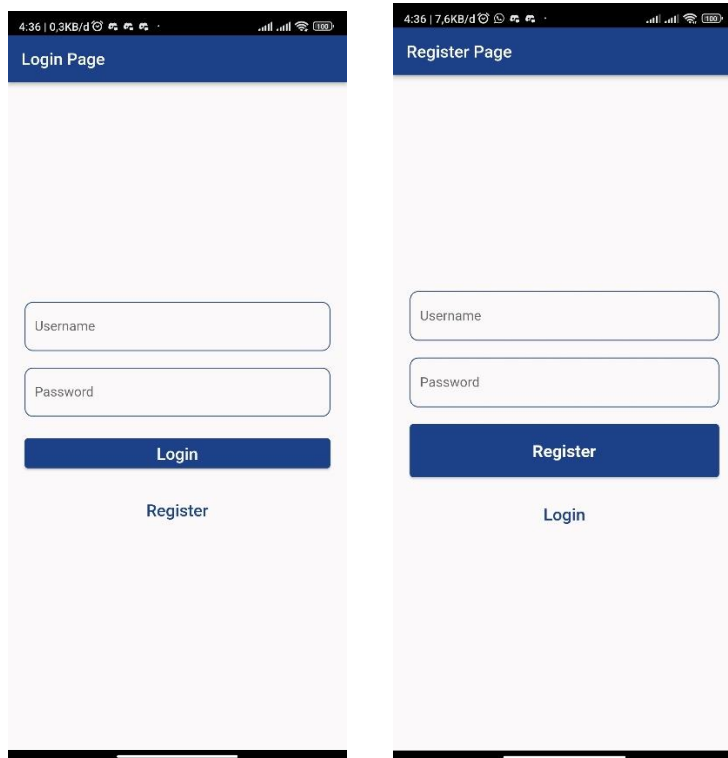 4:36 | 0,3KB/d
100
Login Page
Username
Password
Login
Register
4:36 | 7,6KB/d
100
Register Page
Username
Password
Register
Login